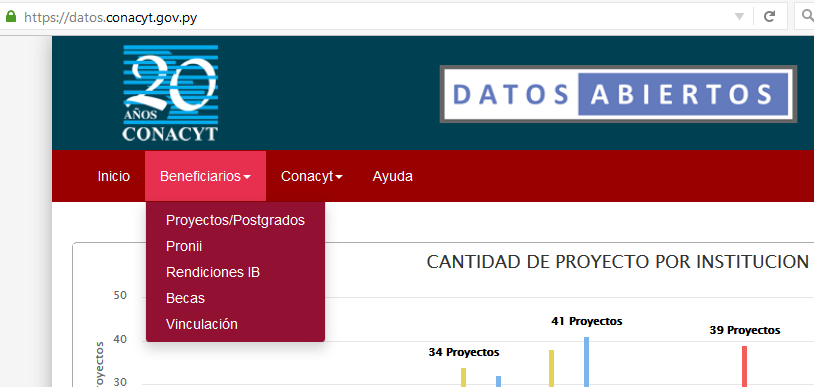 https://datos.conacyt.gov.py
20
AÑOS
CONACYT
DATOS ABIERTOS
Inicio Beneficiarios Conacyt Ayuda
Proyectos/Postgrados
Pronii
Rendiciones IB
Becas
Vinculación
CANTIDAD DE PROYECTO POR INSTITUCION
50
40
30
41 Proyectos
39 Proyectos
34 Proyectos